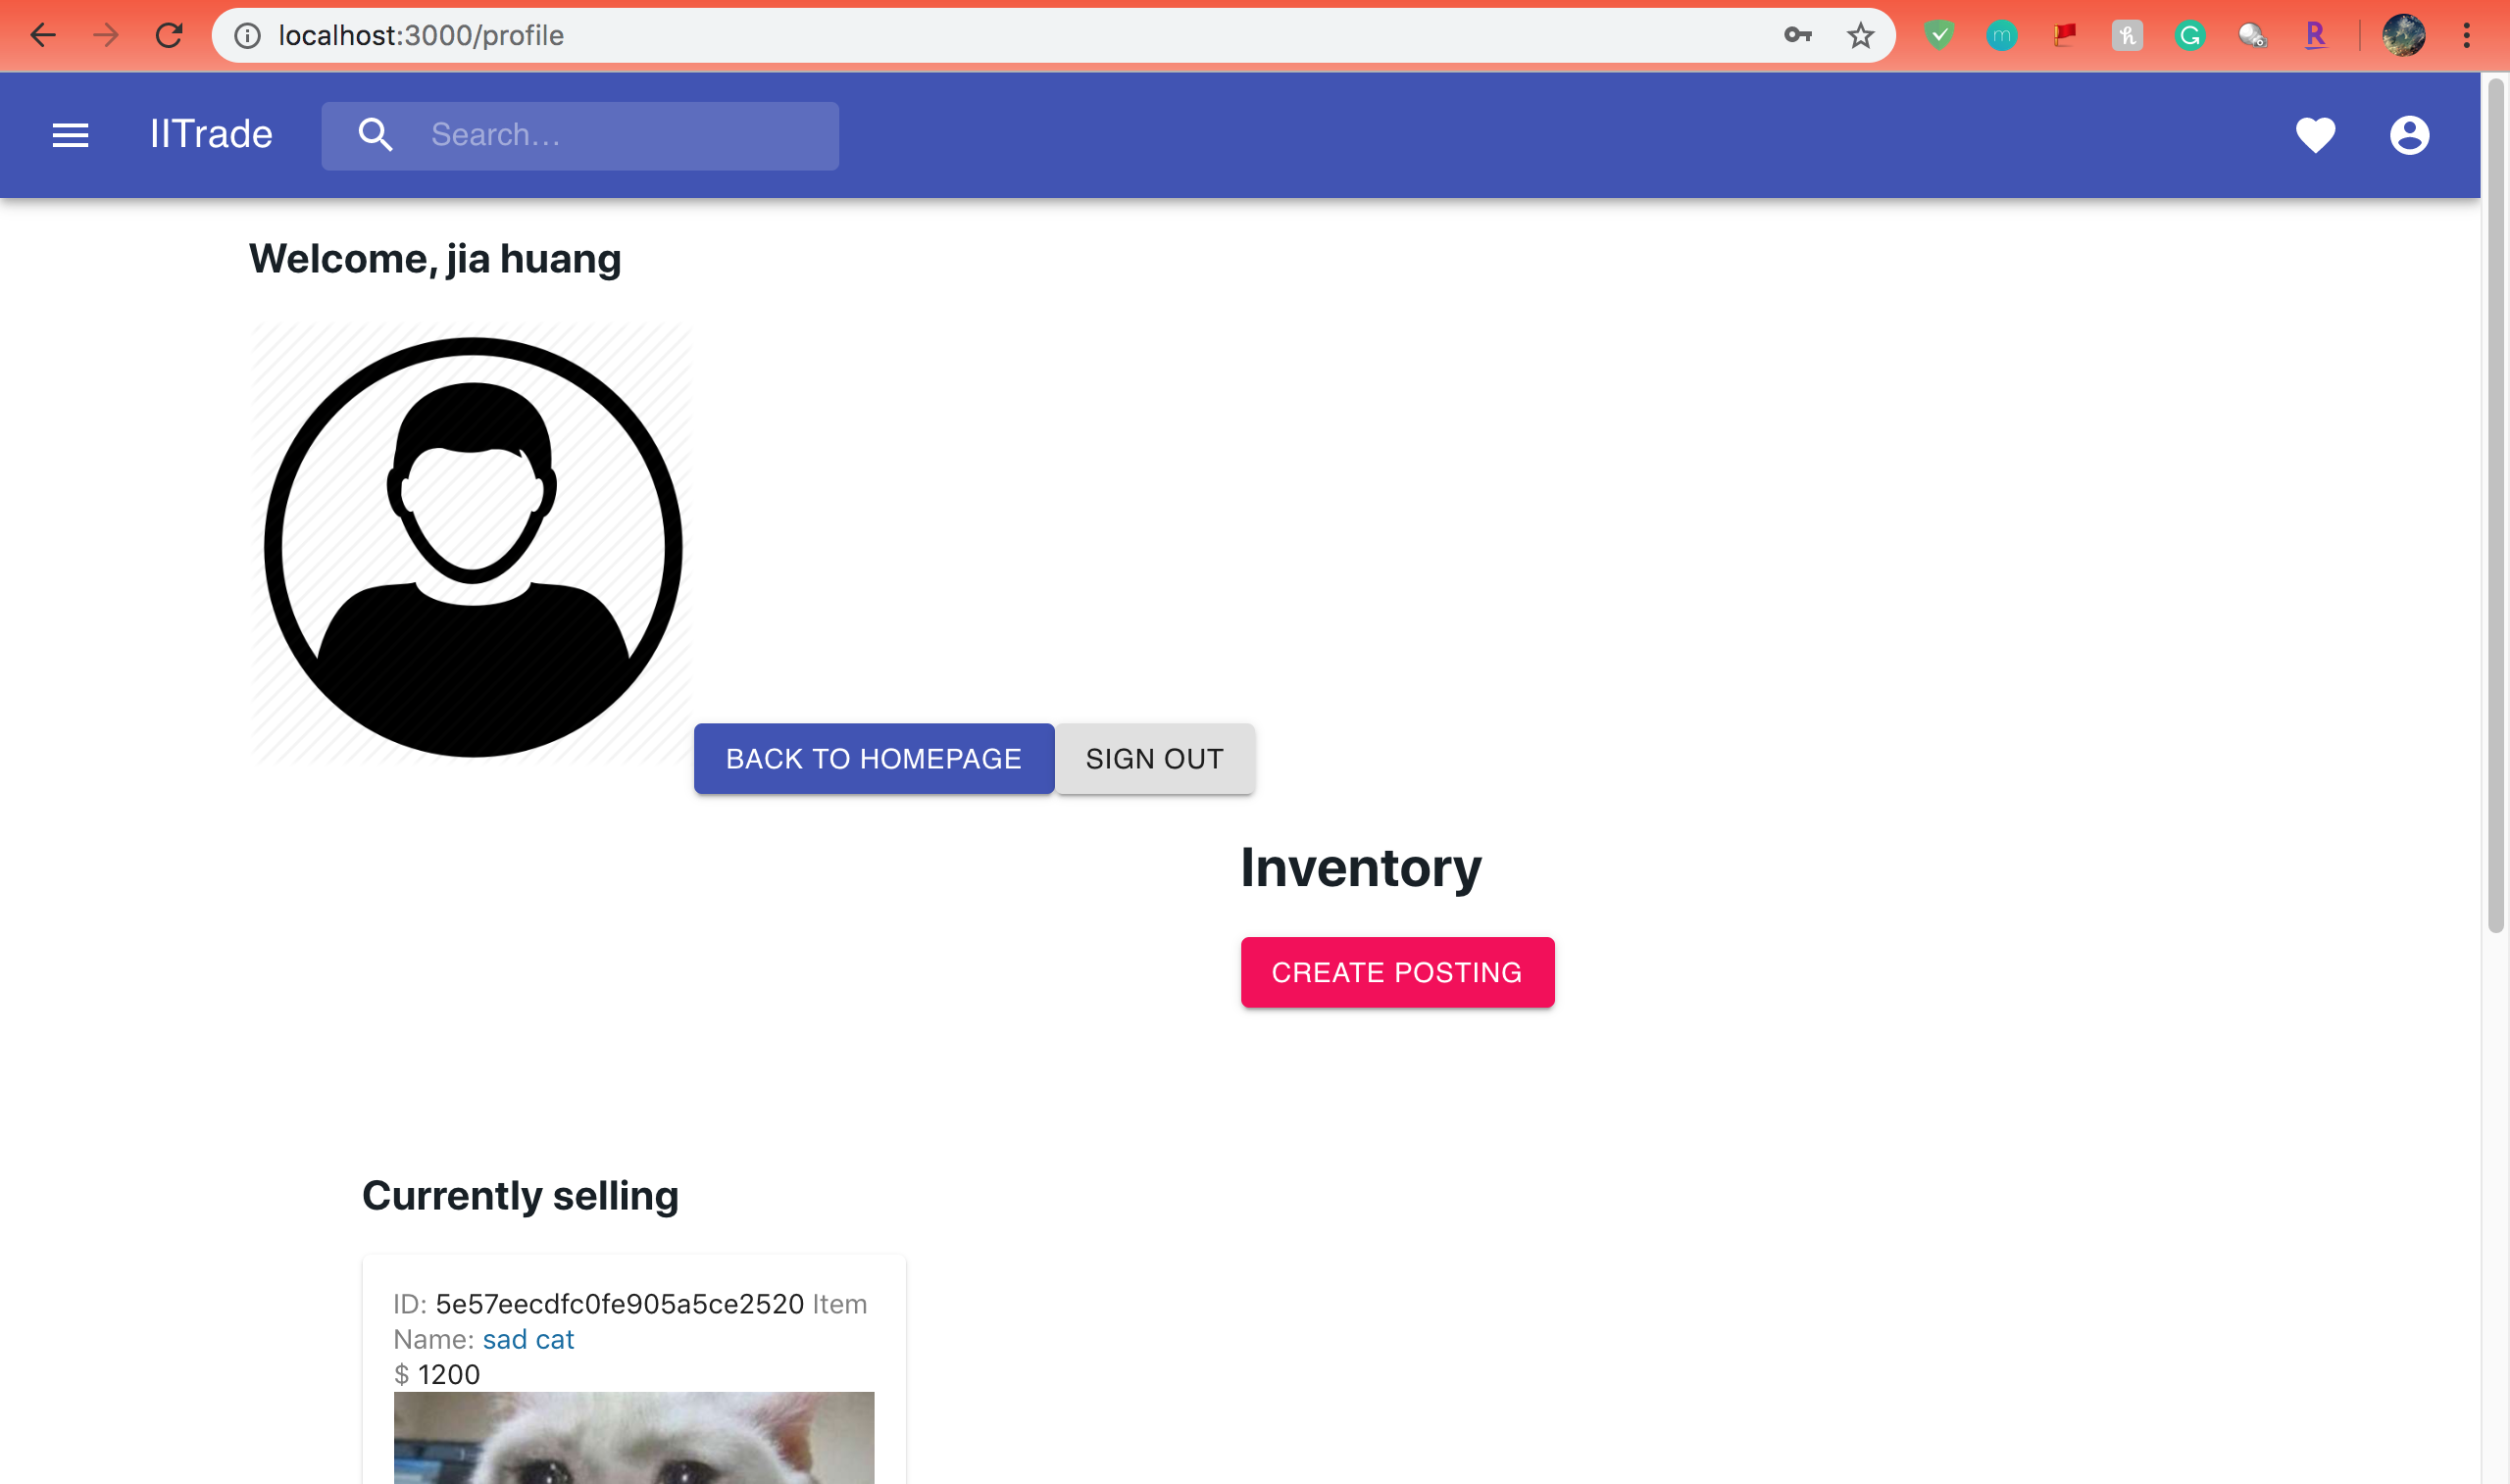 localhost:3000/profile
IITrade
Search…
Welcome, jia huang
BACK TO HOMEPAGE
SIGN OUT
Inventory
CREATE POSTING
Currently selling
ID: 5e57eecdfc0fe905a5ce2520 Item
Name: sad cat
$ 1200